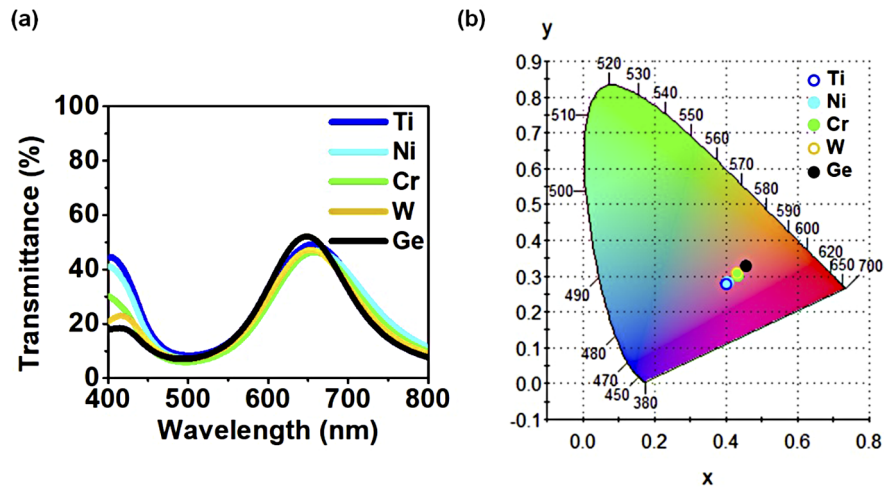 (a)
Transmittance (%)
100
80
60
40
20
0
400 500 600 700 800
Wavelength (nm)
Ti
Ni
Cr
W
Ge
(b)
y
0.9
0.8
0.7
0.6
0.5
0.4
0.3
0.2
0.1
0.0
-0.1
0.0 0.2 0.4 0.6 0.8
x
520
530
540
550
560
570
580
590
600
620
650
700
510
500
490
480
470
450
380
Ti
Ni
Cr
W
Ge